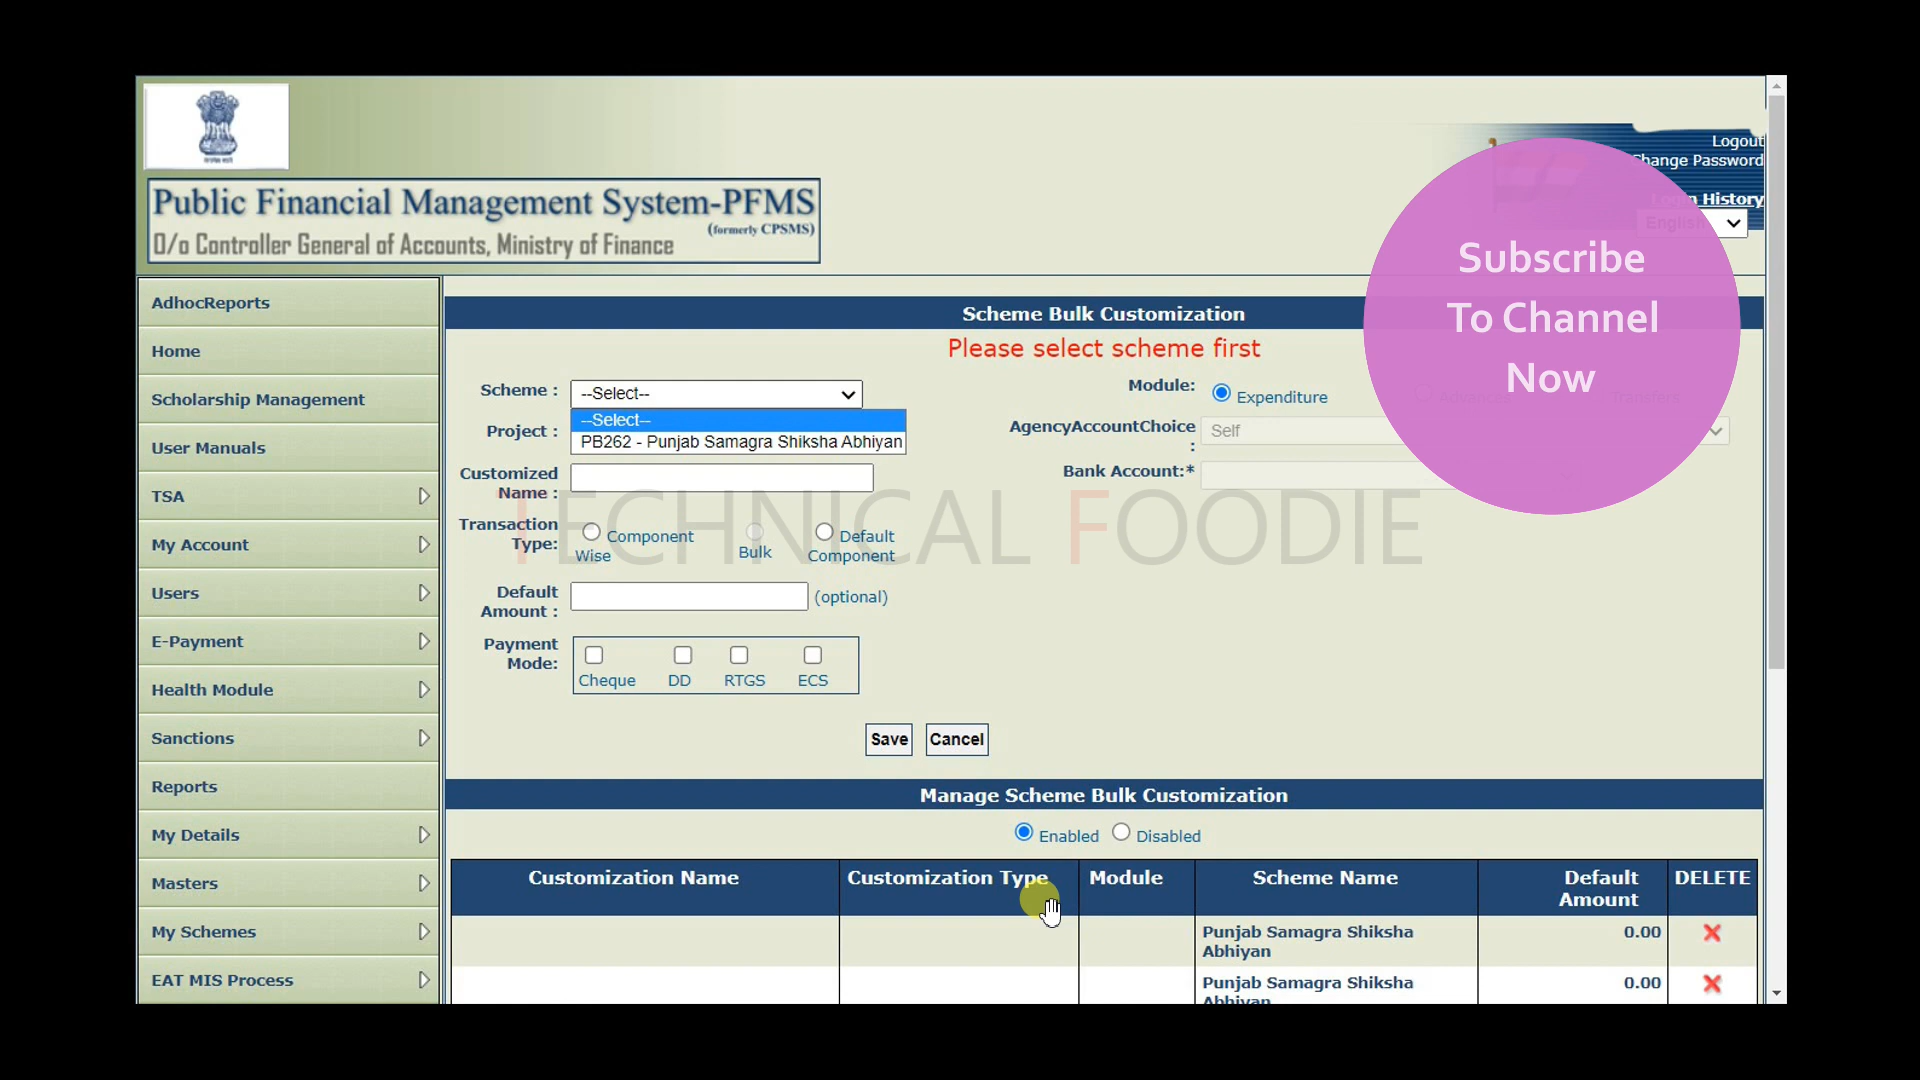 Logout
Change Password
Login History
English
Public Financial Management System-PFMS
(formerly CPSMS)
O/o Controller General of Accounts, Ministry of Finance
Subscribe
To Channel
Now
AdhocReports
Home
Scholarship Management
User Manuals
TSA
My Account
Users
E-Payment
Health Module
Sanctions
Reports
My Details
Masters
My Schemes
EAT MIS Process
Scheme Bulk Customization
Please select scheme first
Scheme : --Select--
--Select--
PB262 - Punjab Samagra Shiksha Abhiyan
Project :
Customized
Name :
Transaction
Type:
Component
Wise
Bulk
Default
Component
Default
Amount :
(optional)
Payment
Mode:
Cheque DD RTGS ECS
Module: Expenditure Advances Transfers
AgencyAccountChoice
: Self
Bank Account:*
TECHNICAL FOODIE
Save Cancel
Manage Scheme Bulk Customization
Enabled Disabled
Customization Name Customization Type Module Scheme Name Default
Amount DELETE
Punjab Samagra Shiksha
Abhiyan 0.00
Punjab Samagra Shiksha
Abhiyan 0.00